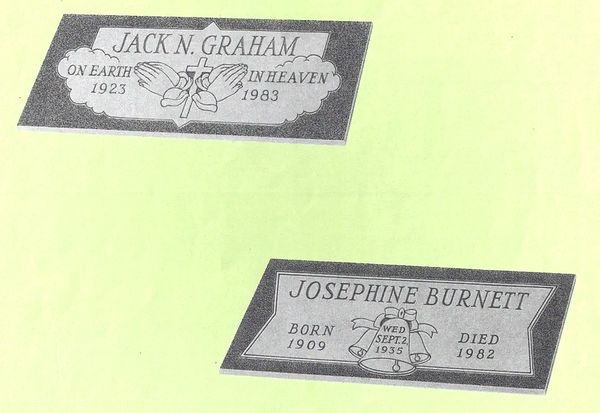 JACK N. GRAHAM
ON EARTH
1923
IN HEAVEN
1983
JOSEPHINE BURNETT
BORN
1909
WED
SEPT. 2,
1935
DIED
1982